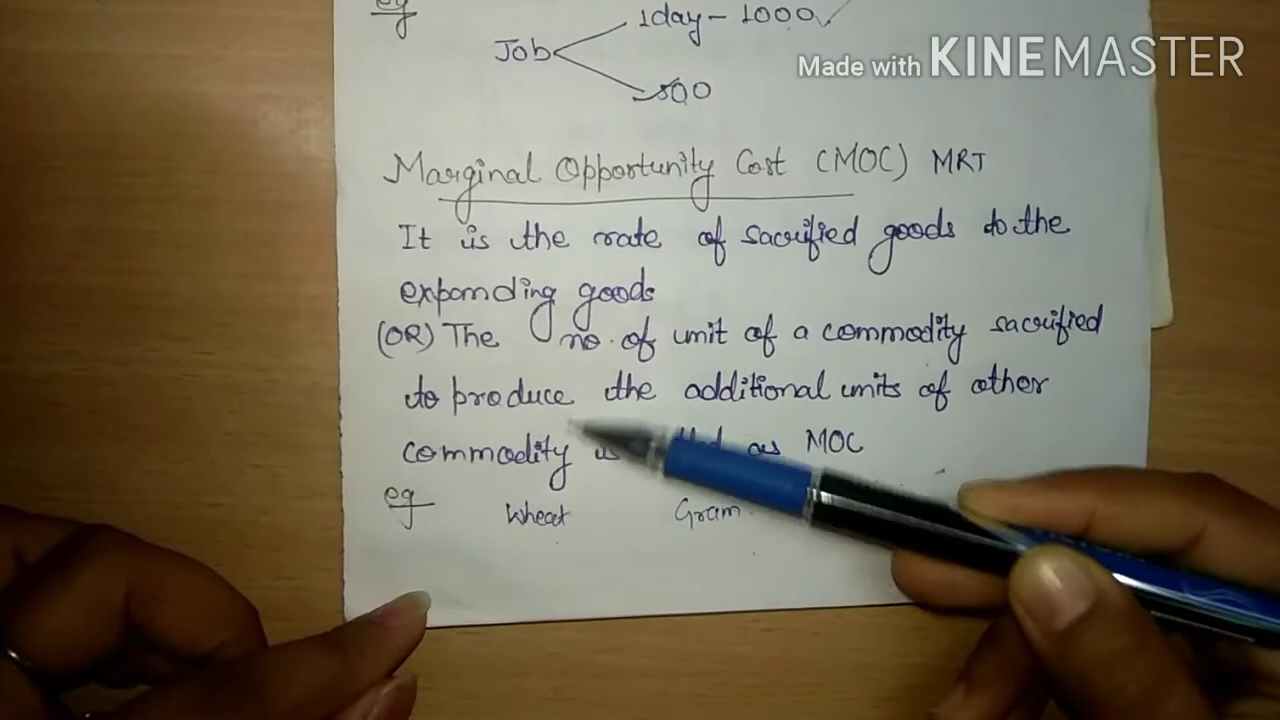 eg
1day - 1000 ✓
Job
500
Made with KINEMASTER
Marginal Opportunity Cost (MOC) MRT
It is the rate of sacrified goods to the
expanding goods
(OR) The no. of unit of a commodity sacrified
to produce the additional units of other
commodity is as MOC
eg Wheat Gram